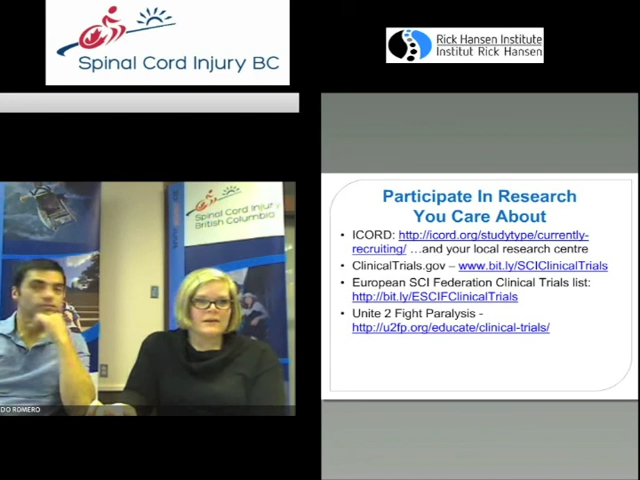 Spinal Cord Injury BC
Rick Hansen Institute
Institut Rick Hansen
Spinal Cord Injury
British Columbia
DO ROMERO
Participate In Research
You Care About
• ICORD: http://icord.org/studytype/currently-
recruiting/ …and your local research centre
• ClinicalTrials.gov – www.bit.ly/SCIClinicalTrials
• European SCI Federation Clinical Trials list:
http://bit.ly/ESCIFClinicalTrials
• Unite 2 Fight Paralysis -
http://u2fp.org/educate/clinical-trials/